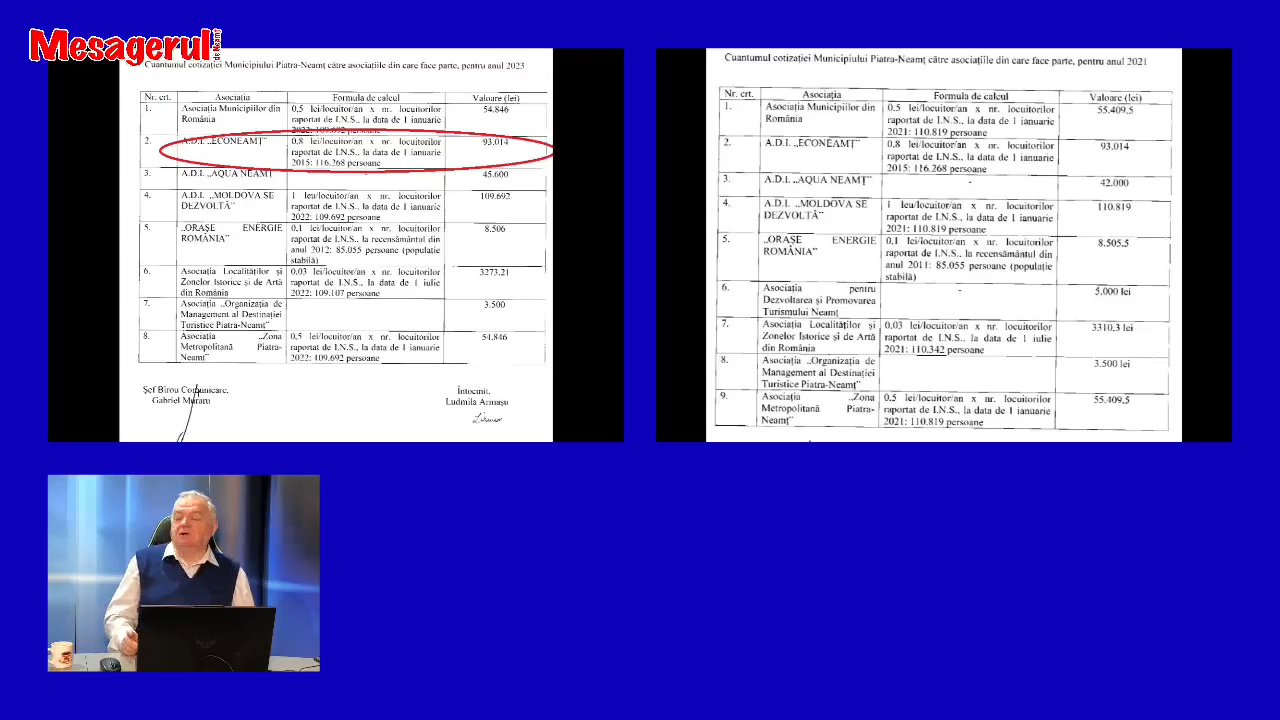 Mesagerul
de Neamț
Cuantumul cotizației Municipiului Piatra-Neamț către asociațiile din care face parte, pentru anul 2023
Nr. crt. Asociația Formula de calcul Valoare (lei)
1. Asociația Municipiilor din 0,5 lei/locuitor/an x nr. locuitorilor 54.846
România raportat de I.N.S., la data de 1 ianuarie
2022: 109.692 persoane
2. A.D.I. „ECONEAMȚ” 0,8 lei/locuitor/an x nr. locuitorilor 93.014
raportat de I.N.S., la data de 1 ianuarie
2015: 116.268 persoane
3. A.D.I. „AQUA NEAMȚ” - 45.600
4. A.D.I. „MOLDOVA SE 1 leu/locuitor/an x nr. locuitorilor 109.692
DEZVOLTĂ” raportat de I.N.S., la data de 1 ianuarie
2022: 109.692 persoane
5. „ORAȘE ENERGIE 0,1 lei/locuitor/an x nr. locuitorilor 8.506
ROMÂNIA” raportat de I.N.S., la recensământul din
anul 2012: 85.055 persoane (populație
stabilă)
6. Asociația Localităților și 0,03 lei/locuitor/an x nr. locuitorilor 3273,21
Zonelor Istorice și de Artă raportat de I.N.S., la data de 1 iulie
din România 2022: 109.107 persoane
7. Asociația „Organizația de 3.500
Management al Destinației
Turistice Piatra-Neamț”
8. Asociația „Zona 0,5 lei/locuitor/an x nr. locuitorilor 54.846
Metropolitană Piatra- raportat de I.N.S., la data de 1 ianuarie
Neamț” 2022: 109.692 persoane
Șef Birou Comunicare, Întocmit,
Gabriel Muraru Ludmila Armașu
Cuantumul cotizației Municipiului Piatra-Neamț către asociațiile din care face parte, pentru anul 2021
Nr. crt. Asociația Formula de calcul Valoare (lei)
1. Asociația Municipiilor din 0,5 lei/locuitor/an x nr. locuitorilor 55.409,5
România raportat de I.N.S., la data de 1 ianuarie
2021: 110.819 persoane
2. A.D.I. „ECONEAMȚ” 0,8 lei/locuitor/an x nr. locuitorilor 93.014
raportat de I.N.S., la data de 1 ianuarie
2015: 116.268 persoane
3. A.D.I. „AQUA NEAMȚ” - 42.000
4. A.D.I. „MOLDOVA SE 1 leu/locuitor/an x nr. locuitorilor 110.819
DEZVOLTĂ” raportat de I.N.S., la data de 1 ianuarie
2021: 110.819 persoane
5. „ORAȘE ENERGIE 0,1 lei/locuitor/an x nr. locuitorilor 8.505,5
ROMÂNIA” raportat de I.N.S., la recensământul din
anul 2011: 85.055 persoane (populație
stabilă)
6. Asociația pentru - 5.000 lei
Dezvoltarea și Promovarea
Turismului Neamț
7. Asociația Localităților și 0,03 lei/locuitor/an x nr. locuitorilor 3310,3 lei
Zonelor Istorice și de Artă raportat de I.N.S., la data de 1 iulie
din România 2021: 110.342 persoane
8. Asociația „Organizația de 3.500 lei
Management al Destinației
Turistice Piatra-Neamț”
9. Asociația „Zona 0,5 lei/locuitor/an x nr. locuitorilor 55.409,5
Metropolitană Piatra- raportat de I.N.S., la data de 1 ianuarie
Neamț” 2021: 110.819 persoane